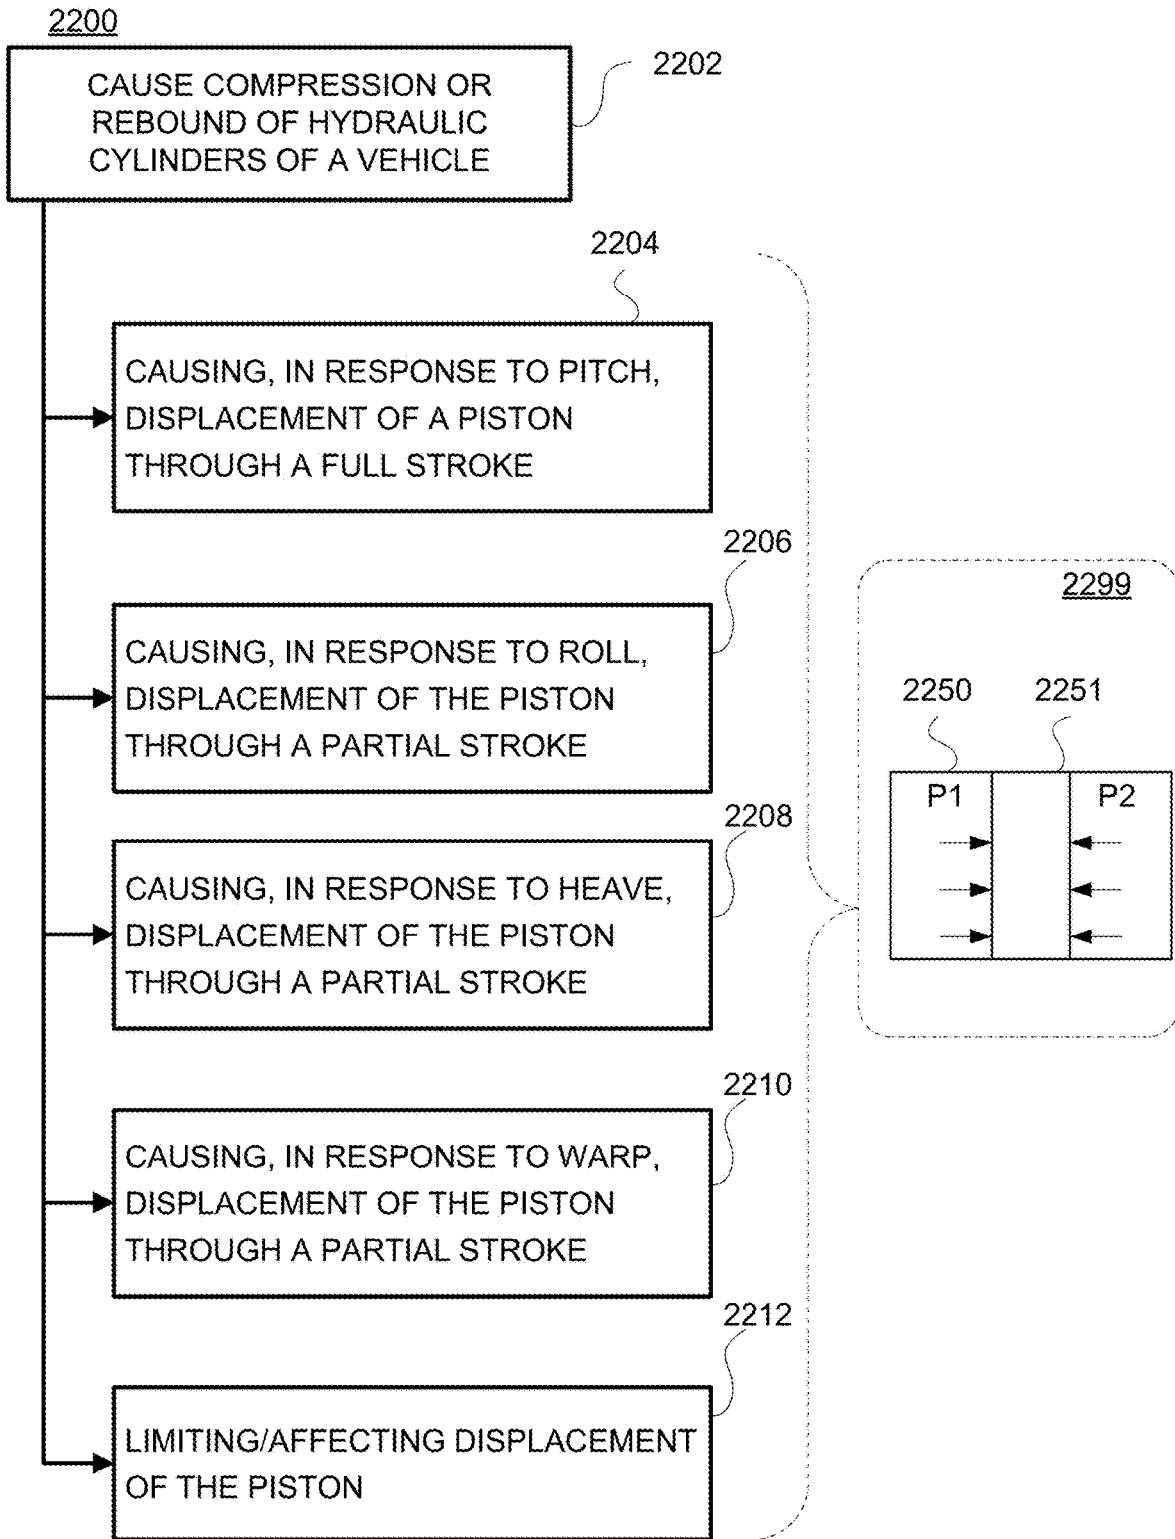 2200
CAUSE COMPRESSION OR
REBOUND OF HYDRAULIC
CYLINDERS OF A VEHICLE
2202
2204
CAUSING, IN RESPONSE TO PITCH,
DISPLACEMENT OF A PISTON
THROUGH A FULL STROKE
2206
CAUSING, IN RESPONSE TO ROLL,
DISPLACEMENT OF THE PISTON
THROUGH A PARTIAL STROKE
2208
CAUSING, IN RESPONSE TO HEAVE,
DISPLACEMENT OF THE PISTON
THROUGH A PARTIAL STROKE
2210
CAUSING, IN RESPONSE TO WARP,
DISPLACEMENT OF THE PISTON
THROUGH A PARTIAL STROKE
2212
LIMITING/AFFECTING DISPLACEMENT
OF THE PISTON
2299
2250
2251
P1
P2